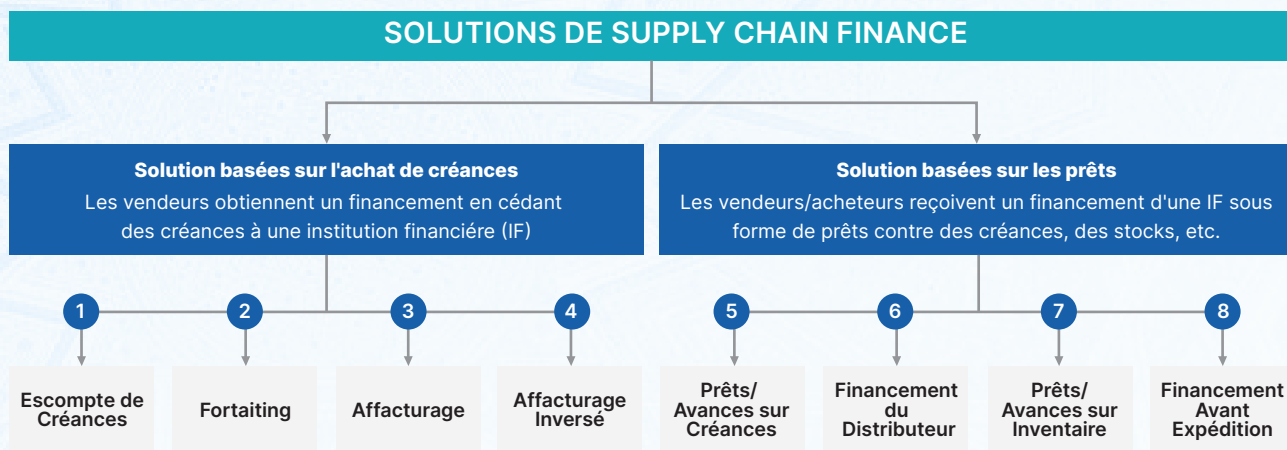 SOLUTIONS DE SUPPLY CHAIN FINANCE
Solution basées sur l'achat de créances
Les vendeurs obtiennent un financement en cédant
des créances à une institution financiére (IF)
Solution basées sur les prêts
Les vendeurs/acheteurs reçoivent un financement d'une IF sous
forme de prêts contre des créances, des stocks, etc.
1
2
3
4
5
6
7
8
Escompte de
Créances
Fortaiting
Affacturage
Affacturage
Inversé
Prêts/
Avances sur
Créances
Financement
du
Distributeur
Prêts/
Avances sur
Inventaire
Financement
Avant
Expédition